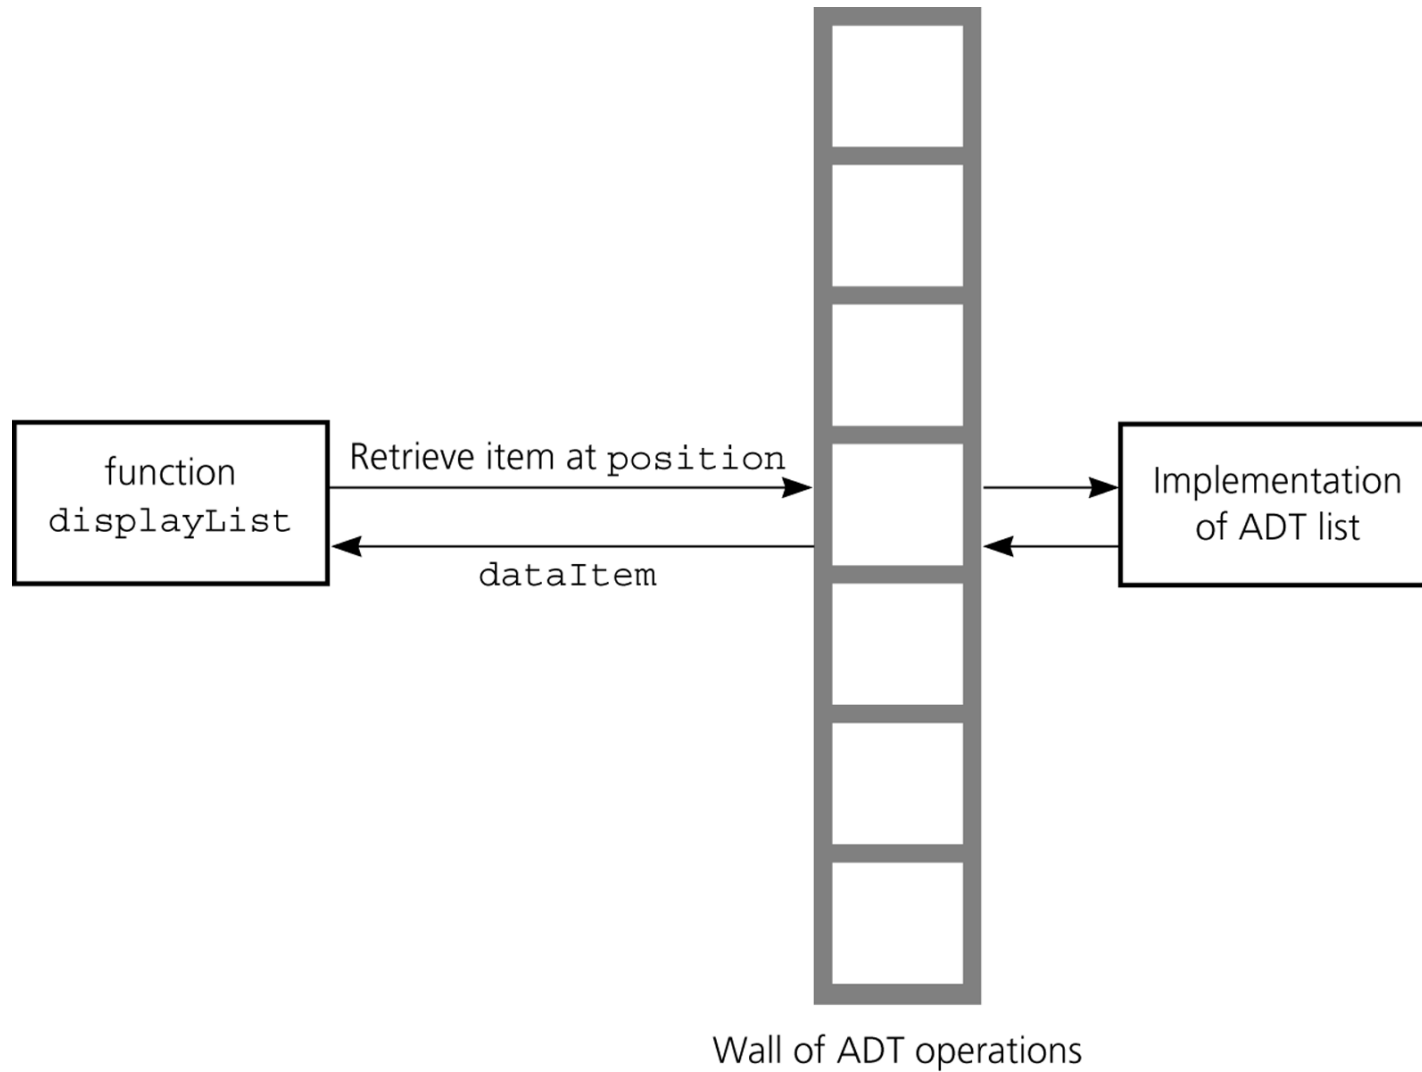 function
displayList
Retrieve item at position
dataItem
Implementation
of ADT list
Wall of ADT operations